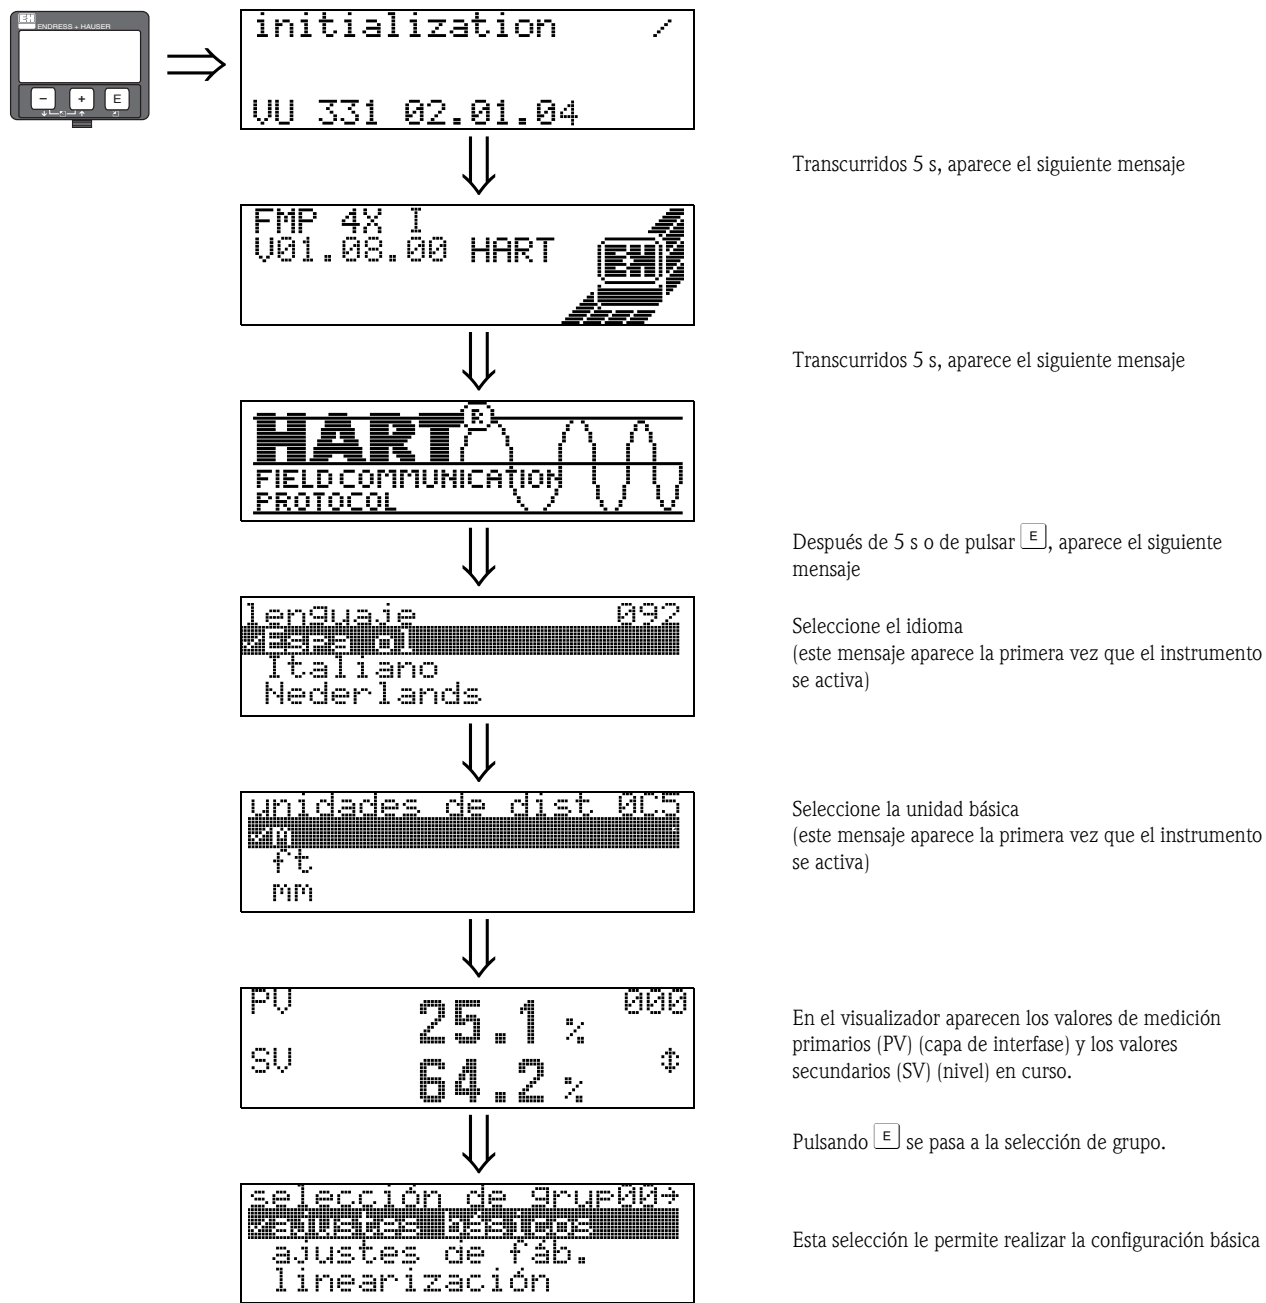 EH ENDRESS + HAUSER
- + E
initialization /
VU 331 02.01.04
Transcurridos 5 s, aparece el siguiente mensaje
FMP 4X I
V01.08.00 HART
EH
Transcurridos 5 s, aparece el siguiente mensaje
HART R
FIELD COMMUNICATION
PROTOCOL
Después de 5 s o de pulsar E, aparece el siguiente
mensaje
lenguaje 092
✓Espa ol
Italiano
Nederlands
Seleccione el idioma
(este mensaje aparece la primera vez que el instrumento
se activa)
unidades de dist 0C5
✓m
ft
mm
Seleccione la unidad básica
(este mensaje aparece la primera vez que el instrumento
se activa)
PV 25.1 % 000
SV 64.2 %
En el visualizador aparecen los valores de medición
primarios (PV) (capa de interfase) y los valores
secundarios (SV) (nivel) en curso.
Pulsando E se pasa a la selección de grupo.
selección de grup00→
✓ajustes básicos
ajustes de fáb.
linearización
Esta selección le permite realizar la configuración básica